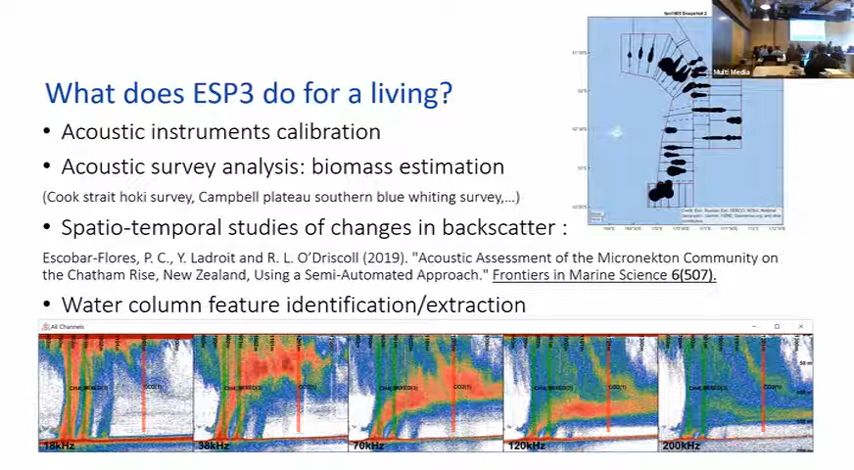 What does ESP3 do for a living?
• Acoustic instruments calibration
• Acoustic survey analysis: biomass estimation
(Cook strait hoki survey, Campbell plateau southern blue whiting survey,...)
• Spatio-temporal studies of changes in backscatter :
Escobar-Flores, P. C., Y. Ladroit and R. L. O’Driscoll (2019). "Acoustic Assessment of the Micronekton Community on
the Chatham Rise, New Zealand, Using a Semi-Automated Approach." Frontiers in Marine Science 6(507).
• Water column feature identification/extraction
Multi Media
All Channels
18kHz
38kHz
70kHz
120kHz
200kHz